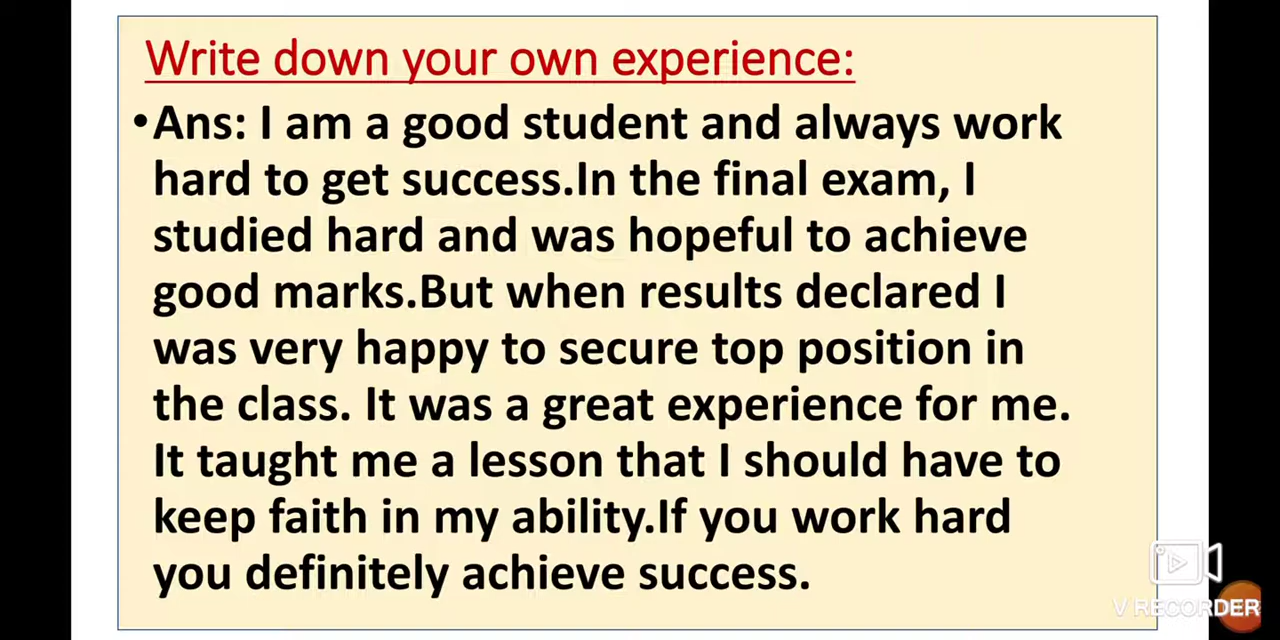 Write down your own experience:
•Ans: I am a good student and always work
hard to get success.In the final exam, I
studied hard and was hopeful to achieve
good marks.But when results declared I
was very happy to secure top position in
the class. It was a great experience for me.
It taught me a lesson that I should have to
keep faith in my ability.If you work hard
you definitely achieve success.
V RECORDER